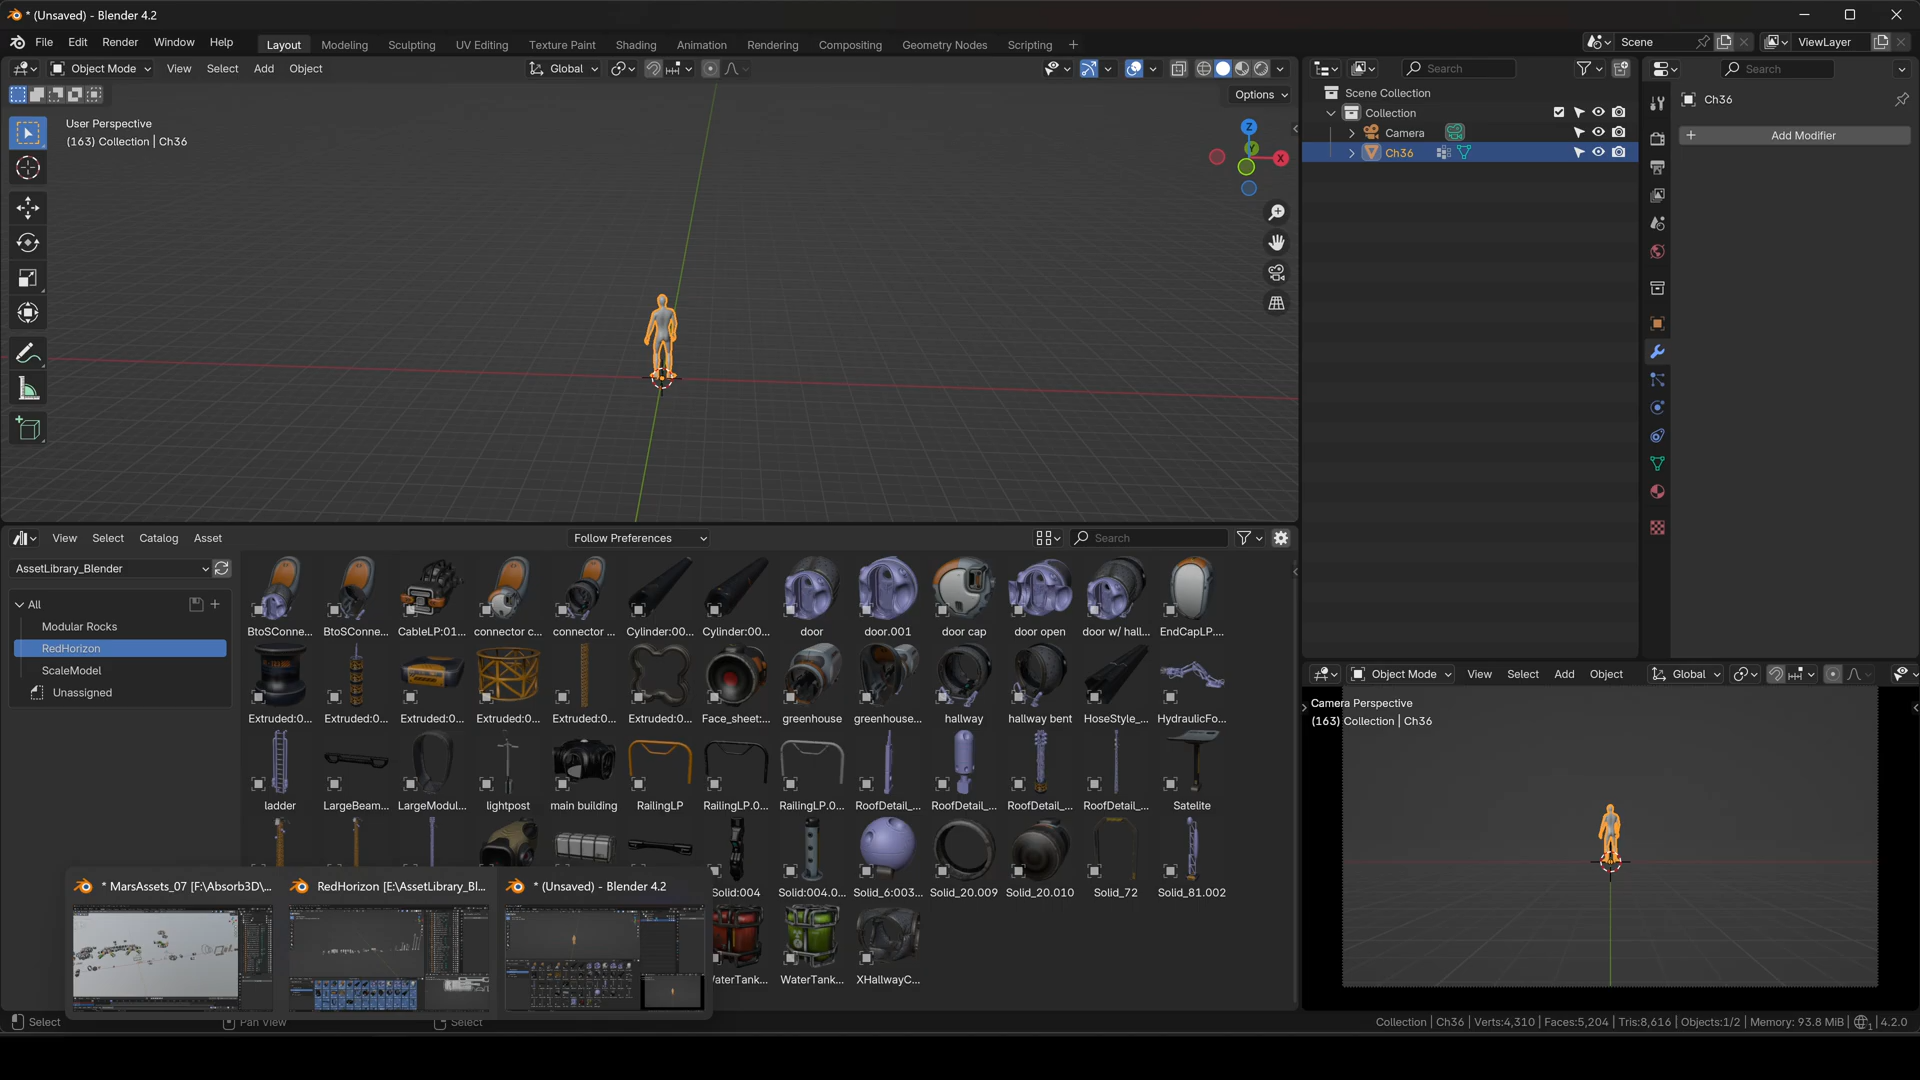 * (Unsaved) - Blender 4.2
File Edit Render Window Help
Layout Modeling Sculpting UV Editing Texture Paint Shading Animation Rendering Compositing Geometry Nodes Scripting +
Scene
ViewLayer
Object Mode View Select Add Object
Global
Options
User Perspective
(163) Collection | Ch36
Z
Y
X
Search
Scene Collection
Collection
Camera
Ch36
Search
Ch36
+ Add Modifier
View Select Catalog Asset
Follow Preferences
Search
AssetLibrary_Blender
All
Modular Rocks
RedHorizon
ScaleModel
Unassigned
BtoSConne... BtoSConne... CableLP:01... connector c... connector ... Cylinder:00... Cylinder:00... door door.001 door cap door open door w/ hall... EndCapLP....
Extruded:0... Extruded:0... Extruded:0... Extruded:0... Extruded:0... Extruded:0... Face_sheet:... greenhouse greenhouse... hallway hallway bent HoseStyle_... HydraulicFo...
ladder LargeBeam... LargeModul... lightpost main building RailingLP RailingLP.0... RailingLP.0... RoofDetail_... RoofDetail_... RoofDetail_... RoofDetail_... Satelite
Solid:004 Solid:004.0... Solid_6:003... Solid_20.009 Solid_20.010 Solid_72 Solid_81.002
WaterTank... XHallwayC...
* MarsAssets_07 [F:\Absorb3D\...
RedHorizon [E:\AssetLibrary_Bl...
* (Unsaved) - Blender 4.2
Object Mode View Select Add Object
Global
Camera Perspective
(163) Collection | Ch36
Select
Pan View
Select
Collection | Ch36 | Verts:4,310 | Faces:5,204 | Tris:8,616 | Objects:1/2 | Memory: 93.8 MiB | 4.2.0